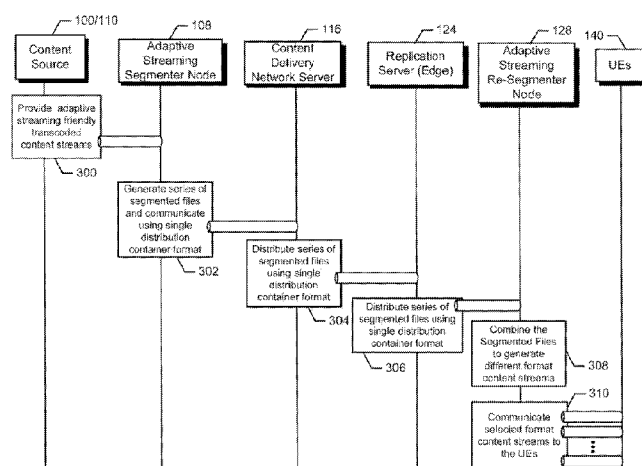 100/110
108
116
124
128
140
Content
Source
Adaptive
Streaming
Segmenter Node
Content
Delivery
Network Server
Replication
Server (Edge)
Adaptive
Streaming
Re-Segmenter
Node
UEs
Provide adaptive
streaming friendly
transcoded
content streams
300
Generate series of
segmented files
and communicate
using single
distribution
container format
302
Distribute series of
segmented files
using single
distribution
container format
304
Distribute series of
segmented files using
single distribution
container format
306
Combine the
Segmented Files
to generate
different format
content streams
308
310
Communicate
selected format
content streams to
the UEs